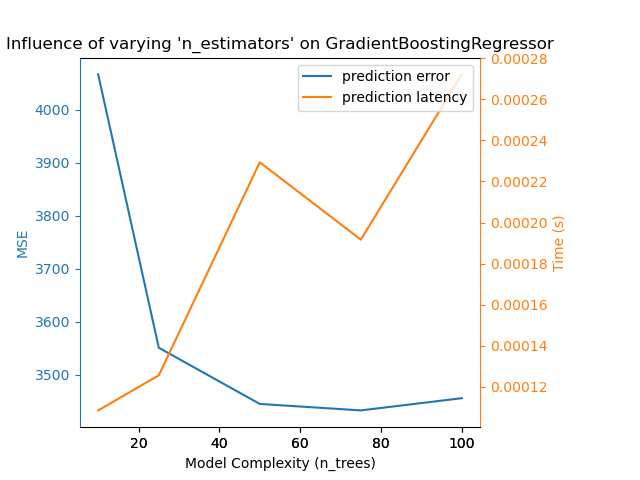 Influence of varying 'n_estimators' on GradientBoostingRegressor
prediction error
prediction latency
4000
3900
3800
3700
3600
3500
MSE
0.00028
0.00026
0.00024
0.00022
0.00020
0.00018
0.00016
0.00014
0.00012
Time (s)
20 40 60 80 100
Model Complexity (n_trees)